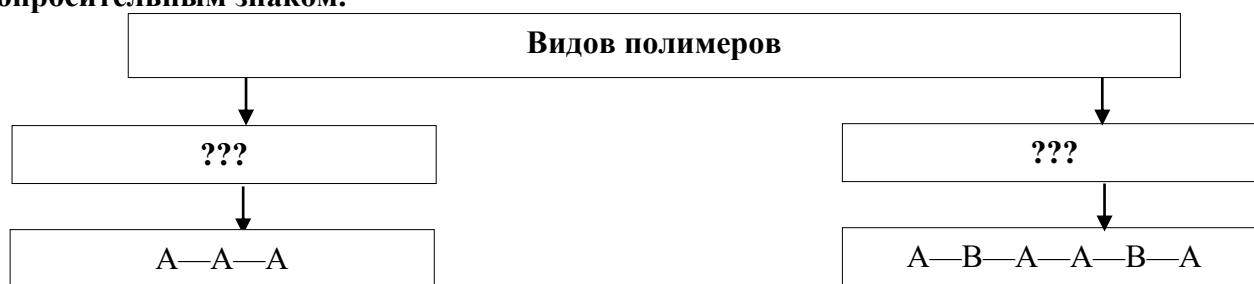 вопросительным знаком.
Видов полимеров
???
???
А—А—А
А—В—А—А—В—А